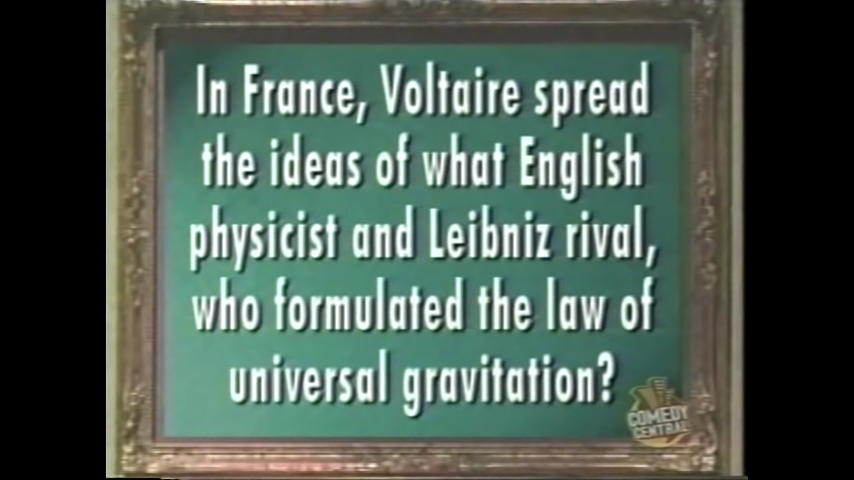 In France, Voltaire spread
the ideas of what English
physicist and Leibniz rival,
who formulated the law of
universal gravitation?
COMEDY
CENTRAL